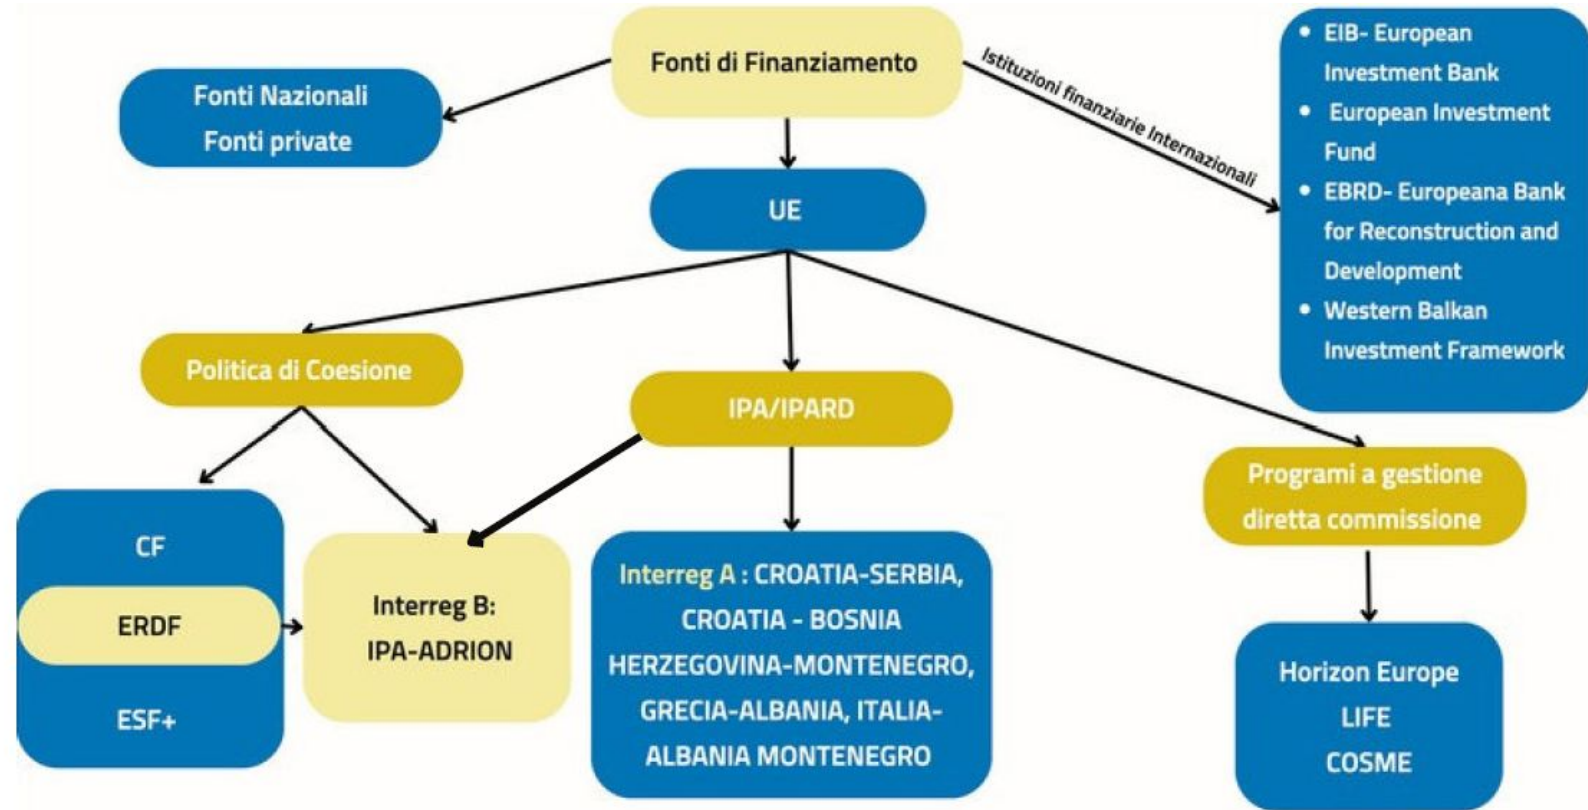 Fonti di Finanziamento
Fonti Nazionali
Fonti private
Istituzioni finanziarie Internazionali
• EIB- European
Investment Bank
• European Investment
Fund
• EBRD- Europeana Bank
for Reconstruction and
Development
• Western Balkan
Investment Framework
UE
Politica di Coesione
IPA/IPARD
Programi a gestione
diretta commissione
CF
ERDF
ESF+
Interreg B:
IPA-ADRION
Interreg A : CROATIA-SERBIA,
CROATIA - BOSNIA
HERZEGOVINA-MONTENEGRO,
GRECIA-ALBANIA, ITALIA-
ALBANIA MONTENEGRO
Horizon Europe
LIFE
COSME